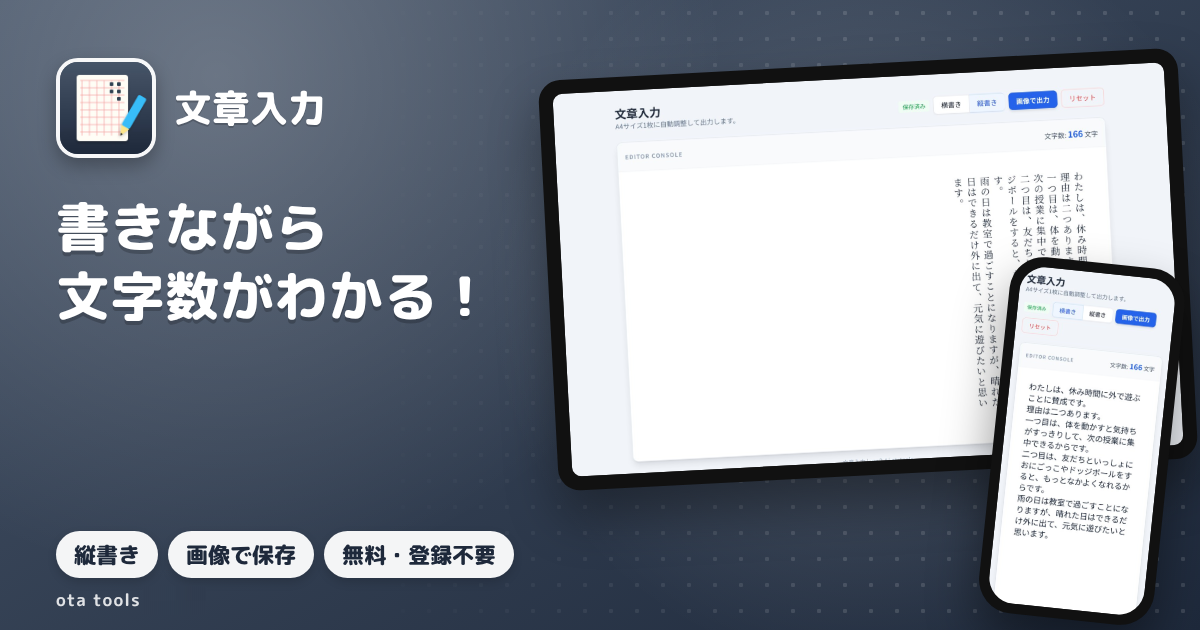 文章入力
書きながら
文字数がわかる！
縦書き
画像で保存
無料・登録不要
ota tools
文章入力
A4サイズ1枚に自動調整して出力します。
保存済み
横書き
縦書き
画像で出力
リセット
EDITOR CONSOLE
文字数: 166 文字
わたしは、休み時
理由は二つありま
一つ目は、体を動
次の授業に集中で
二つ目は、友だち
ジボールをすると、
す。
雨の日は教室で過ごすことになりますが、晴れた
日はできるだけ外に出て、元気に遊びたいと思い
ます。
文章入力
A4サイズ1枚に自動調整して出力します。
保存済み
横書き
縦書き
画像で出力
リセット
EDITOR CONSOLE
文字数: 166 文字
わたしは、休み時間に外で遊ぶ
ことに賛成です。
理由は二つあります。
一つ目は、体を動かすと気持ち
がすっきりして、次の授業に集
中できるからです。
二つ目は、友だちといっしょに
おにごっこやドッジボールをす
ると、もっとなかよくなれるか
らです。
雨の日は教室で過ごすことにな
りますが、晴れた日はできるだ
け外に出て、元気に遊びたいと
思います。